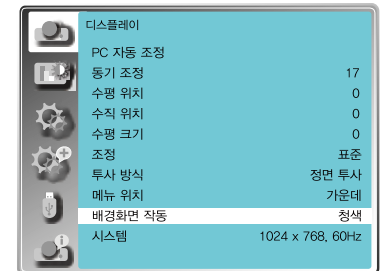 디스플레이
PC 자동 조정
동기 조정 17
수평 위치 0
수직 위치 0
수평 크기 0
조정 표준
투사 방식 정면 투사
메뉴 위치 가운데
배경화면 작동 청색
시스템 1024 x 768, 60Hz